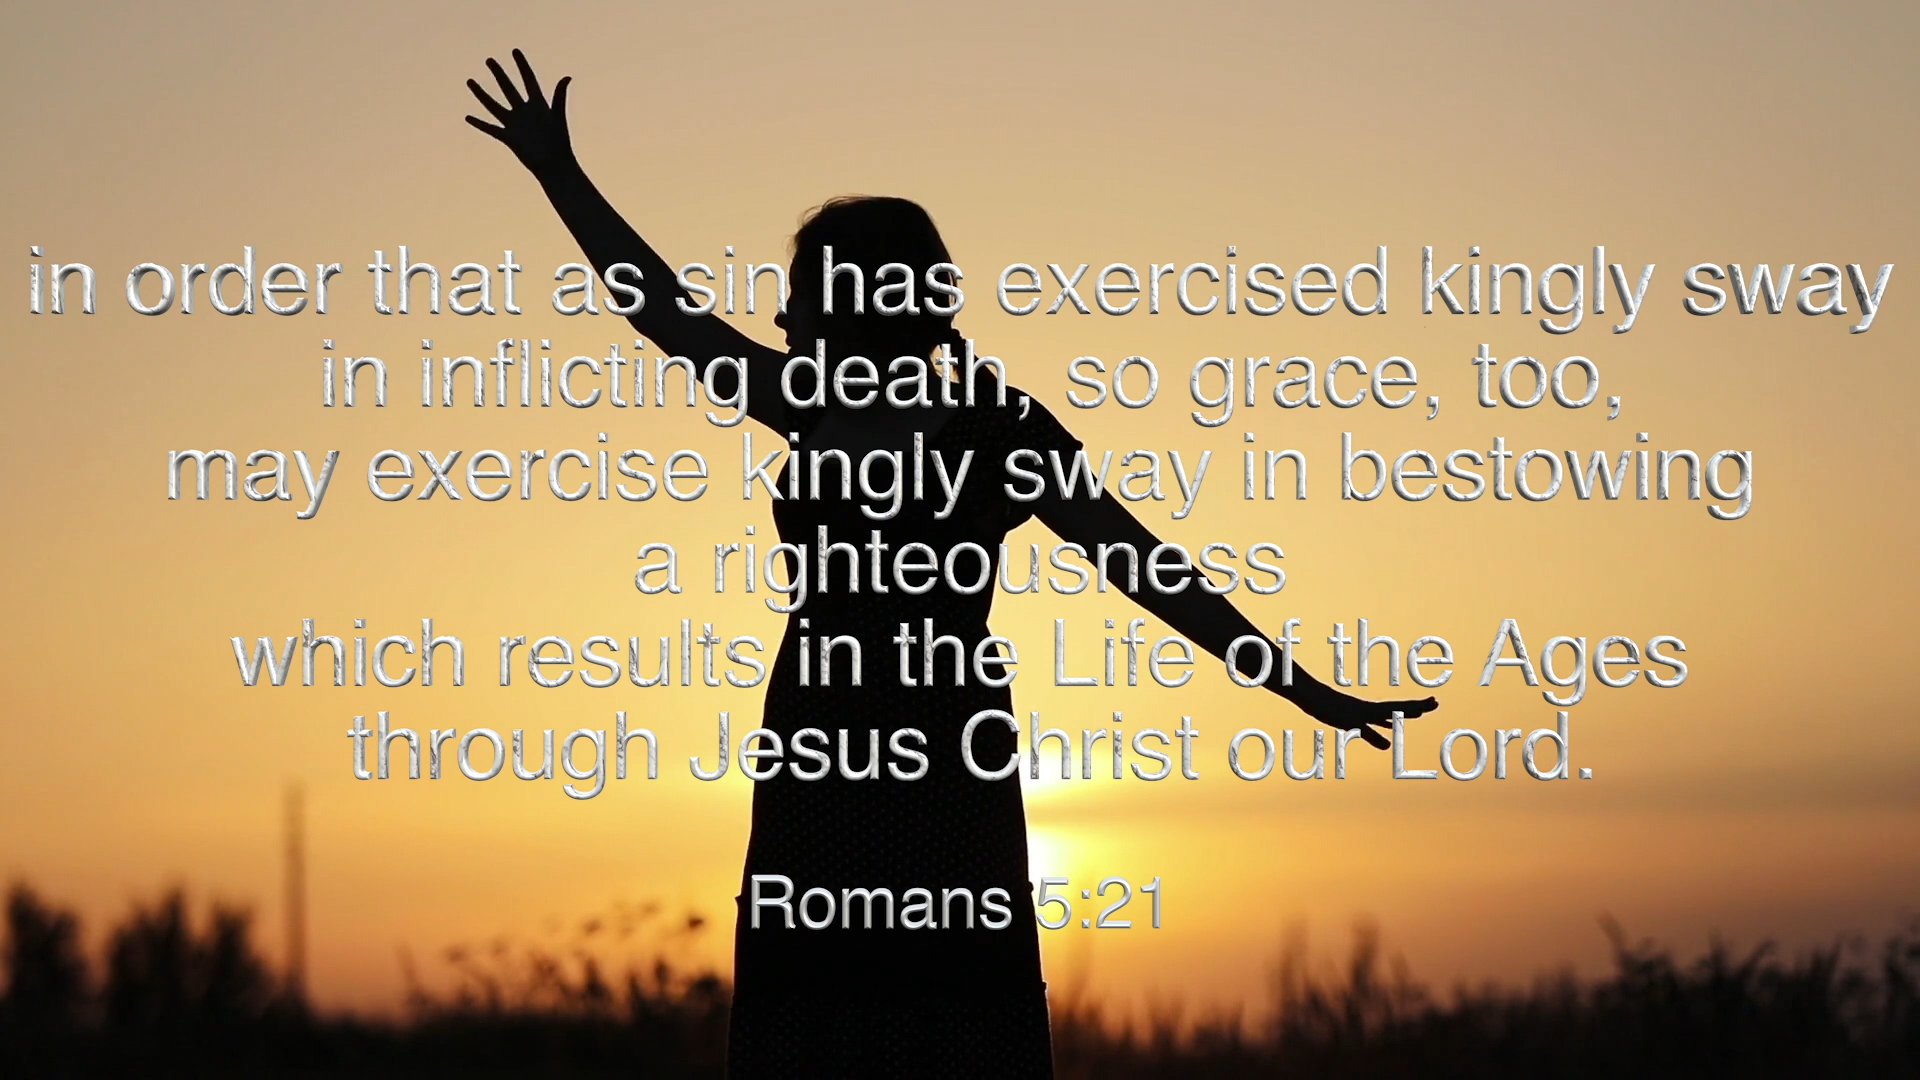 in order that as sin has exercised kingly sway
in inflicting death, so grace, too,
may exercise kingly sway in bestowing
a righteousness
which results in the Life of the Ages
through Jesus Christ our Lord.
Romans 5:21